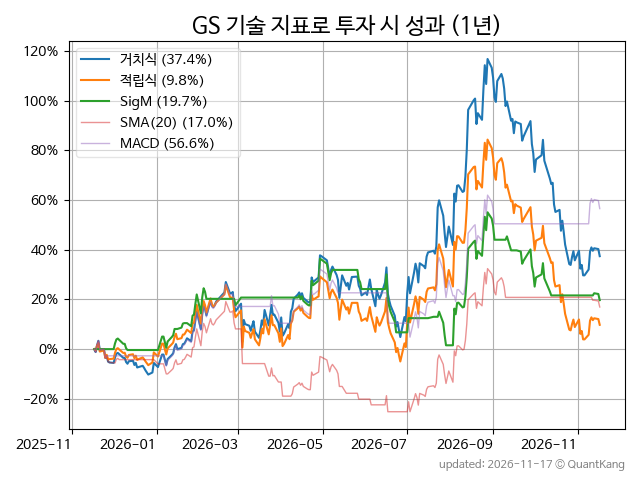 GS 기술 지표로 투자 시 성과 (1년)
거치식 (37.4%)
적립식 (9.8%)
SigM (19.7%)
SMA(20) (17.0%)
MACD (56.6%)
120%
100%
80%
60%
40%
20%
0%
−20%
2025-11 2026-01 2026-03 2026-05 2026-07 2026-09 2026-11
updated: 2026-11-17 © QuantKang